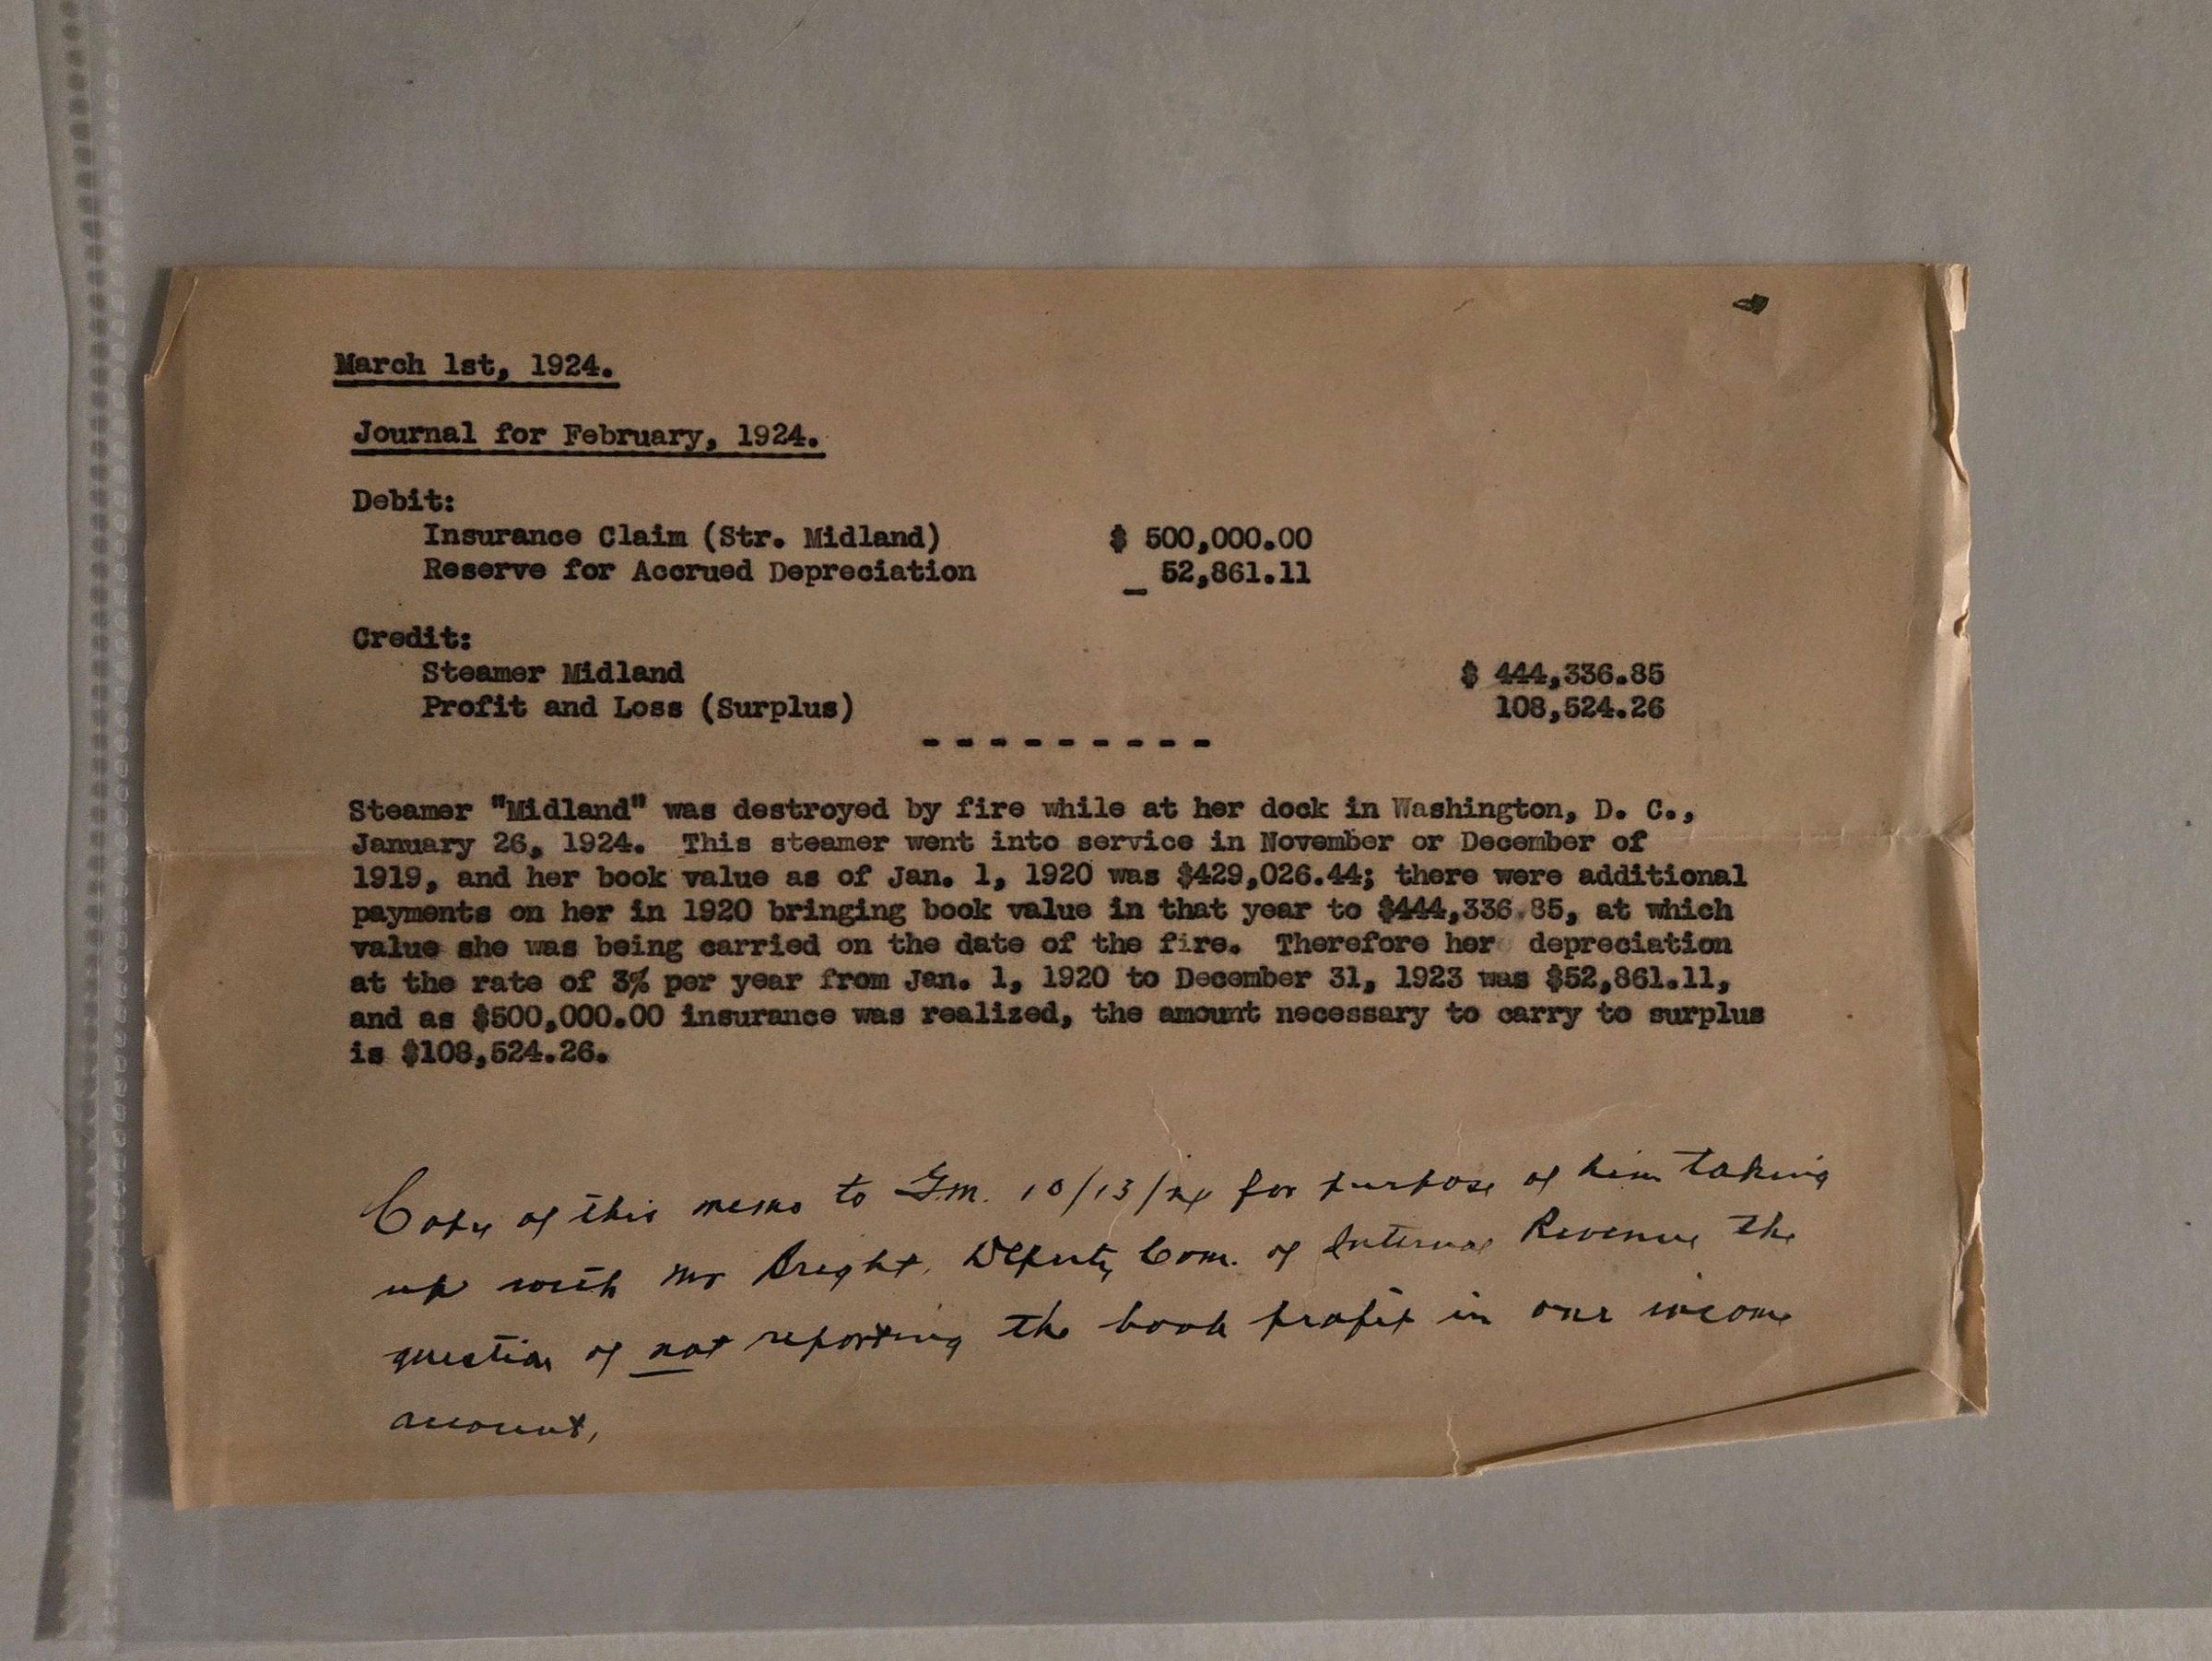 March 1st, 1924.
Journal for February, 1924.
Debit:
Insurance Claim (Str. Midland) $ 500,000.00
Reserve for Accrued Depreciation _ 52,861.11
Credit:
Steamer Midland $ 444,336.85
Profit and Loss (Surplus) 108,524.26
- - - - - - - - -
Steamer "Midland" was destroyed by fire while at her dock in Washington, D. C.,
January 26, 1924. This steamer went into service in November or December of
1919, and her book value as of Jan. 1, 1920 was $429,026.44; there were additional
payments on her in 1920 bringing book value in that year to $444,336.85, at which
value she was being carried on the date of the fire. Therefore her depreciation
at the rate of 3% per year from Jan. 1, 1920 to December 31, 1923 was $52,861.11,
and as $500,000.00 insurance was realized, the amount necessary to carry to surplus
is $108,524.26.
Copy of this memo to 10/13/24 for purpose of him taking
up with Mr Bright, Deputy Com. of Internal Revenue the
question of not reporting the book profit in our income
account,